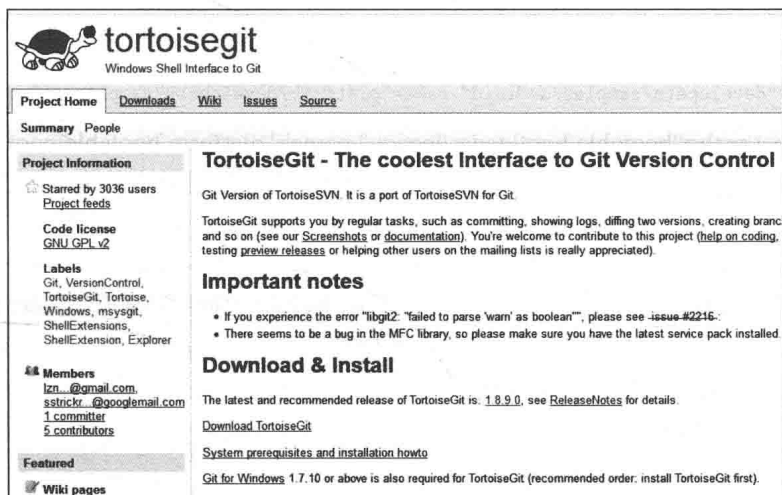 tortoisegit
Windows Shell Interface to Git
Project Home Downloads Wiki Issues Source
Summary People
Project Information
Starred by 3036 users
Project feeds
Code license
GNU GPL v2
Labels
Git, VersionControl,
TortoiseGit, Tortoise,
Windows, msysgit,
ShellExtensions,
ShellExtension, Explorer
Members
lzn...@gmail.com,
sstrickr...@googlemail.com
1 committer
5 contributors
Featured
Wiki pages
TortoiseGit - The coolest Interface to Git Version Control
Git Version of TortoiseSVN. It is a port of TortoiseSVN for Git.
TortoiseGit supports you by regular tasks, such as committing, showing logs, diffing two versions, creating branc
and so on (see our Screenshots or documentation). You're welcome to contribute to this project (help on coding,
testing preview releases or helping other users on the mailing lists is really appreciated).
Important notes
• If you experience the error "libgit2: "failed to parse 'warn' as boolean"", please see issue #2216 :
• There seems to be a bug in the MFC library, so please make sure you have the latest service pack installed.
Download & Install
The latest and recommended release of TortoiseGit is: 1.8.9.0, see ReleaseNotes for details.
Download TortoiseGit
System prerequisites and installation howto
Git for Windows 1.7.10 or above is also required for TortoiseGit (recommended order: install TortoiseGit first).